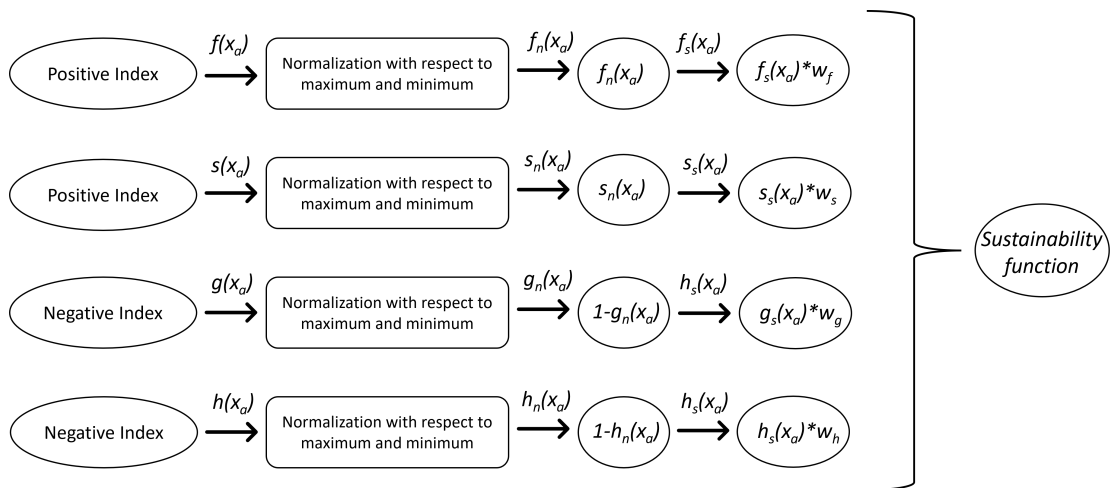 f(xₐ)
fₙ(xₐ)
fₛ(xₐ)
Positive Index
Normalization with respect to
maximum and minimum
fₙ(xₐ)
fₛ(xₐ)*w_f
s(xₐ)
sₙ(xₐ)
sₛ(xₐ)
Positive Index
Normalization with respect to
maximum and minimum
sₙ(xₐ)
sₛ(xₐ)*wₛ
Sustainability
function
g(xₐ)
gₙ(xₐ)
hₛ(xₐ)
Negative Index
Normalization with respect to
maximum and minimum
1-gₙ(xₐ)
gₛ(xₐ)*w_g
h(xₐ)
hₙ(xₐ)
hₛ(xₐ)
Negative Index
Normalization with respect to
maximum and minimum
1-hₙ(xₐ)
hₛ(xₐ)*wₕ